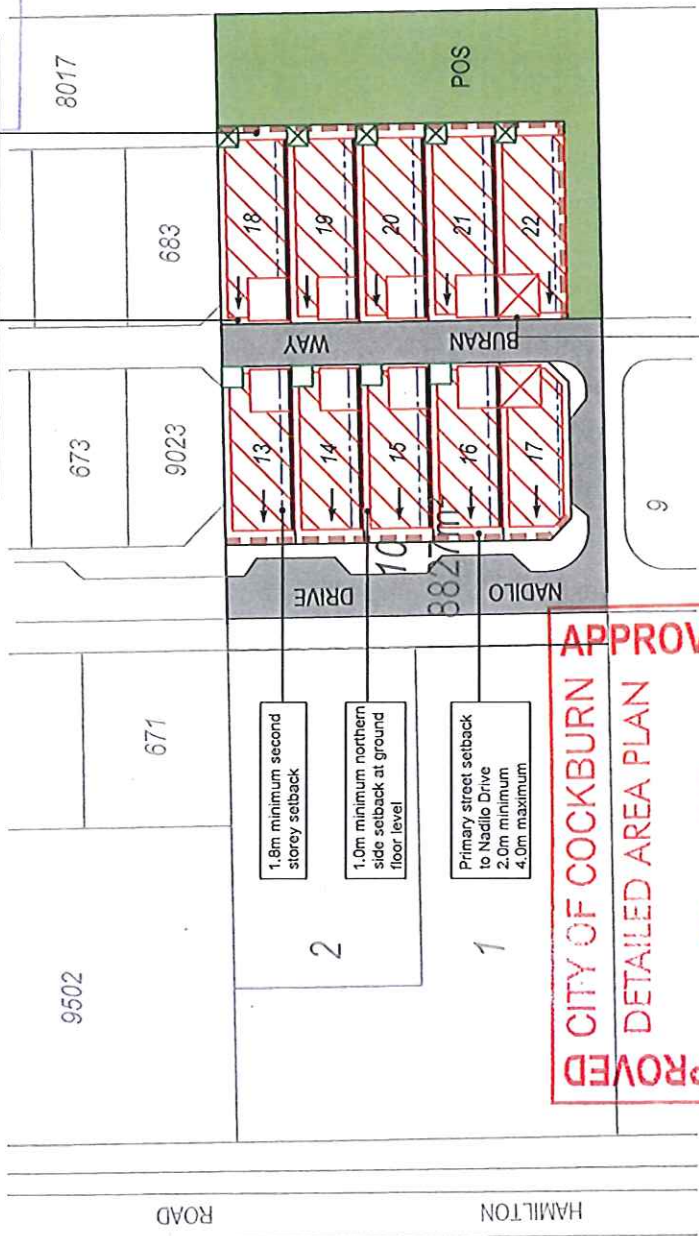 8017
683
673
9023
671
9502
POS
18
19
20
21
22
BURAN WAY
13
14
15
16
17
NADILO DRIVE
10
8827m²
9
2
1
1.8m minimum second
storey setback
1.0m minimum northern
side setback at ground
floor level
Primary street setback
to Nadilo Drive
2.0m minimum
4.0m maximum
HAMILTON ROAD
APPROV
CITY OF COCKBURN
DETAILED AREA PLAN
PROVED